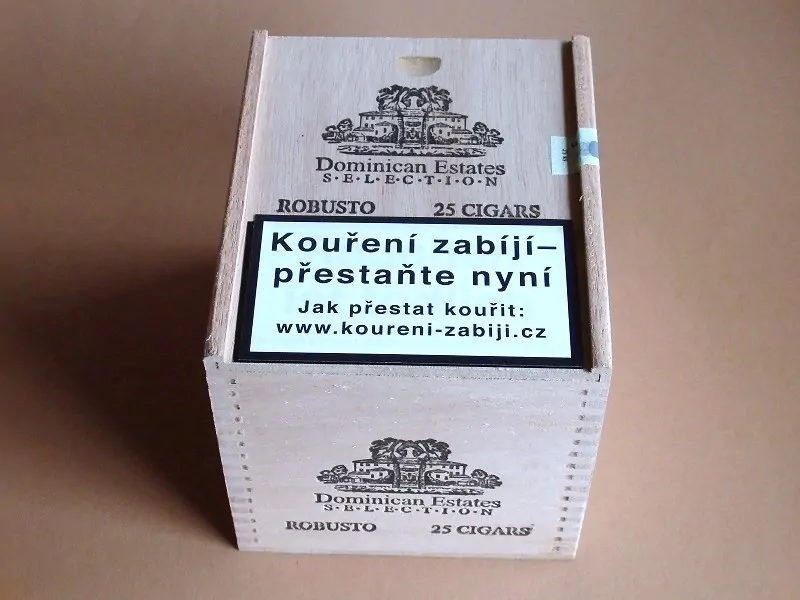 Dominican Estates
S·E·L·E·C·T·I·O·N
ROBUSTO 25 CIGARS
Kouření zabíjí–
přestaňte nyní
Jak přestat kouřit:
www.koureni-zabiji.cz
Dominican Estates
S·E·L·E·C·T·I·O·N
ROBUSTO 25 CIGARS